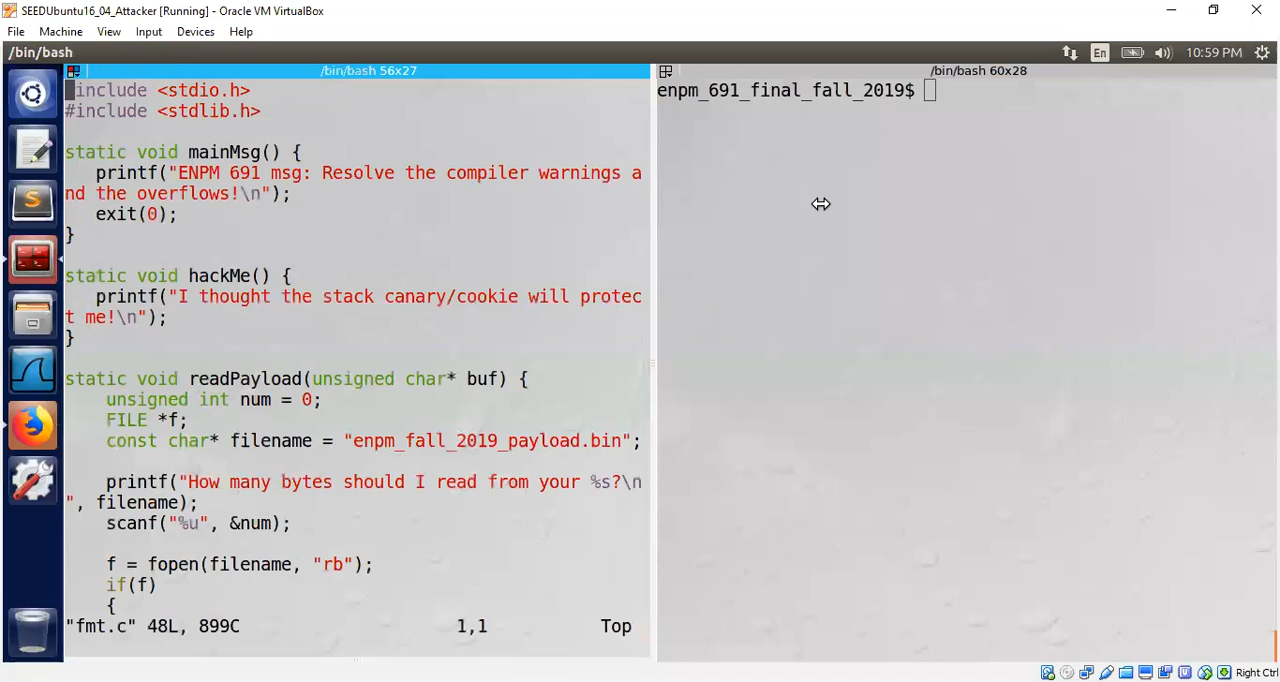 SEEDUbuntu16_04_Attacker [Running] - Oracle VM VirtualBox
File Machine View Input Devices Help
/bin/bash En 10:59 PM
/bin/bash 56x27
#include <stdio.h>
#include <stdlib.h>
static void mainMsg() {
printf("ENPM 691 msg: Resolve the compiler warnings a
nd the overflows!\n");
exit(0);
}
static void hackMe() {
printf("I thought the stack canary/cookie will protec
t me!\n");
}
static void readPayload(unsigned char* buf) {
unsigned int num = 0;
FILE *f;
const char* filename = "enpm_fall_2019_payload.bin";
printf("How many bytes should I read from your %s?\n
", filename);
scanf("%u", &num);
f = fopen(filename, "rb");
if(f)
{
"fmt.c" 48L, 899C 1,1 Top
/bin/bash 60x28
enpm_691_final_fall_2019$
Right Ctrl